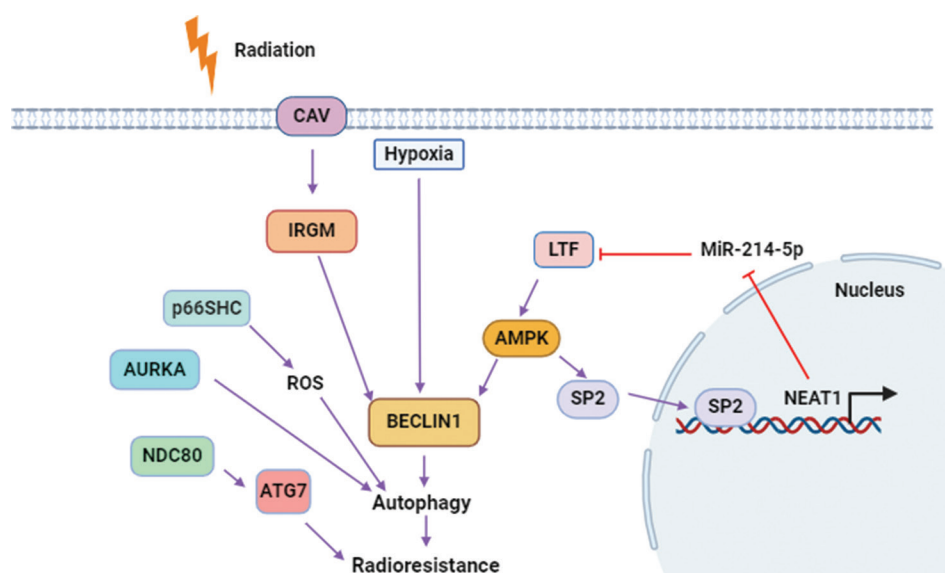 Radiation
CAV
Hypoxia
IRGM
LTF
MiR-214-5p
Nucleus
p66SHC
AMPK
AURKA
ROS
SP2
SP2
NEAT1
BECLIN1
NDC80
ATG7
Autophagy
Radioresistance